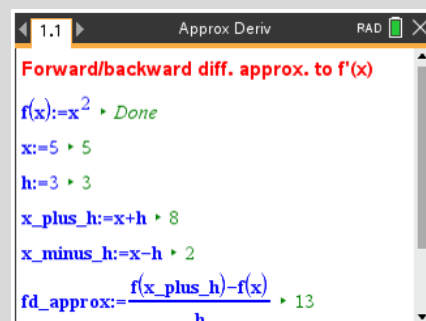 1.1 Approx Deriv RAD
Forward/backward diff. approx. to f'(x)
f(x):=x² ▸ Done
x:=5 ▸ 5
h:=3 ▸ 3
x_plus_h:=x+h ▸ 8
x_minus_h:=x−h ▸ 2
fd_approx:=(f(x_plus_h)−f(x))/h ▸ 13